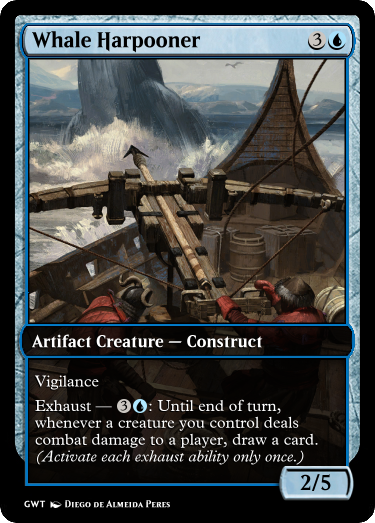 Whale Harpooner 3
Artifact Creature — Construct
Vigilance
Exhaust — 3: Until end of turn,
whenever a creature you control deals
combat damage to a player, draw a card.
(Activate each exhaust ability only once.)
2/5
GWT Diego de Almeida Peres